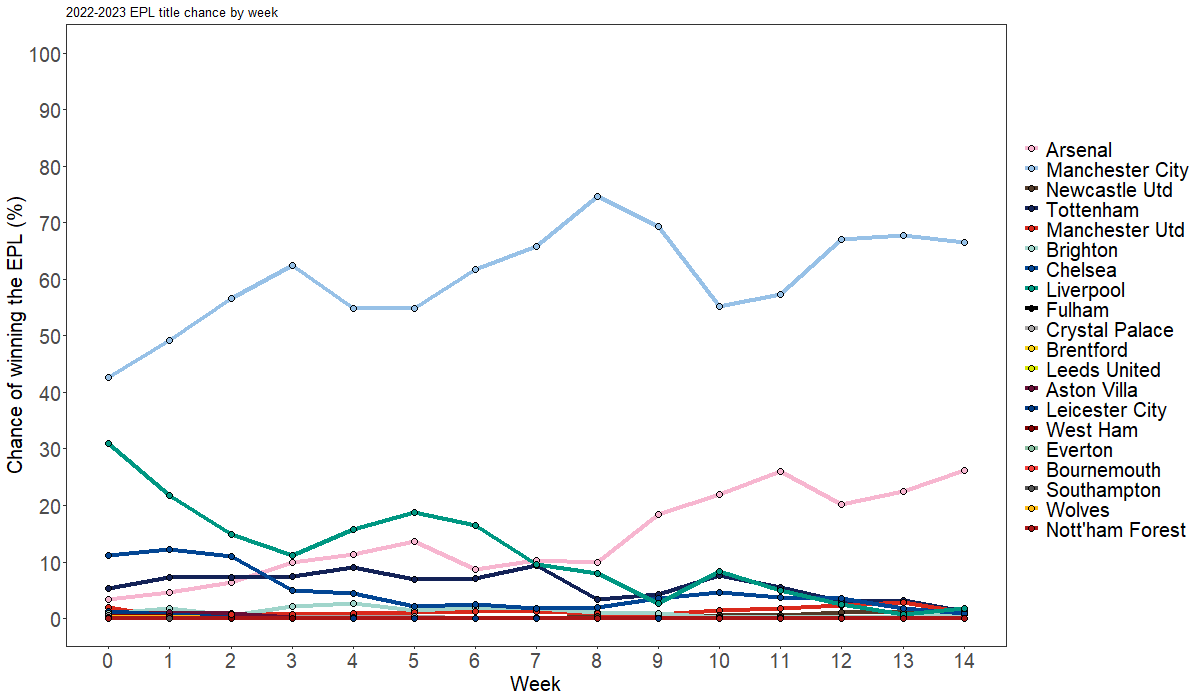 2022-2023 EPL title chance by week
Chance of winning the EPL (%)
100
90
80
70
60
50
40
30
20
10
0
0 1 2 3 4 5 6 7 8 9 10 11 12 13 14
Week
Arsenal
Manchester City
Newcastle Utd
Tottenham
Manchester Utd
Brighton
Chelsea
Liverpool
Fulham
Crystal Palace
Brentford
Leeds United
Aston Villa
Leicester City
West Ham
Everton
Bournemouth
Southampton
Wolves
Nott'ham Forest